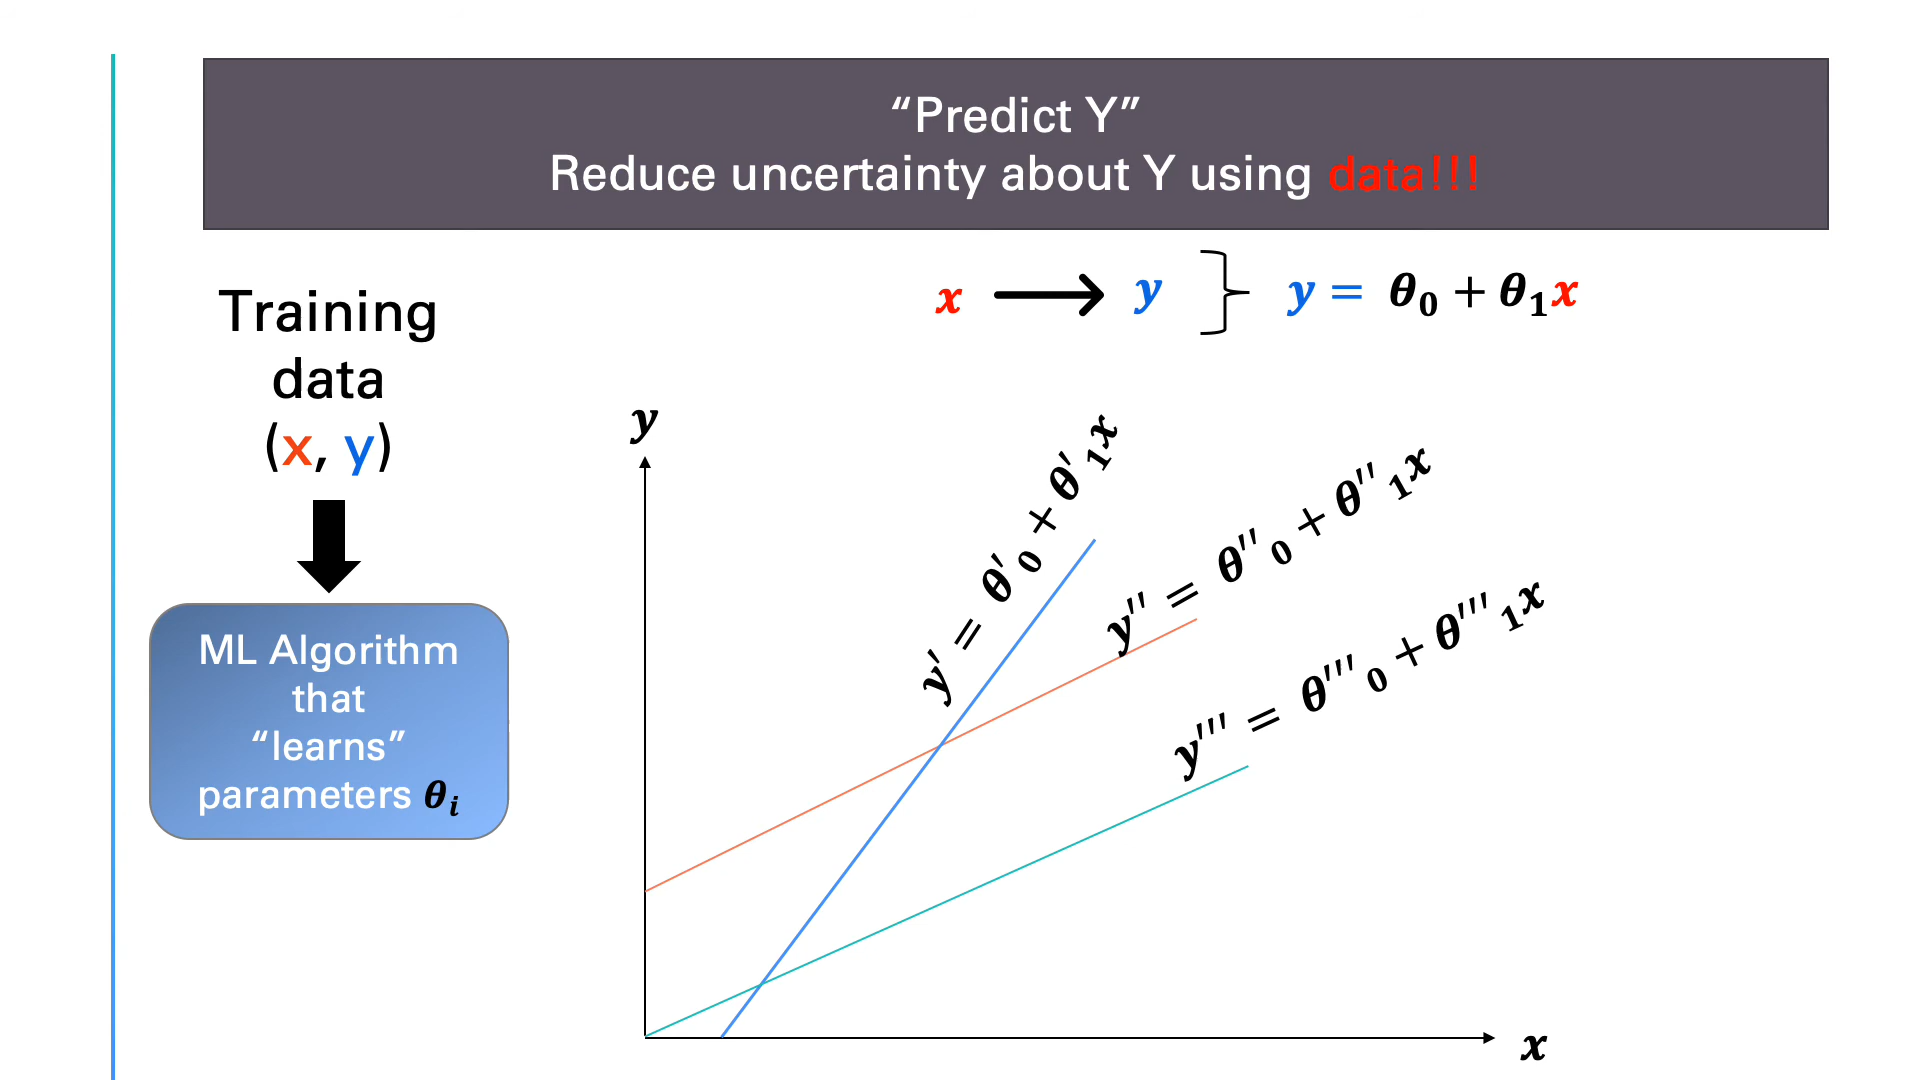 “Predict Y”
Reduce uncertainty about Y using data!!!
x ⟶ y } y = θ₀ + θ₁x
Training
data
(x, y)
ML Algorithm
that
“learns”
parameters θᵢ
y
y′ = θ′₀ + θ′₁x
y′′ = θ′′₀ + θ′′₁x
y′′′ = θ′′′₀ + θ′′′₁x
x